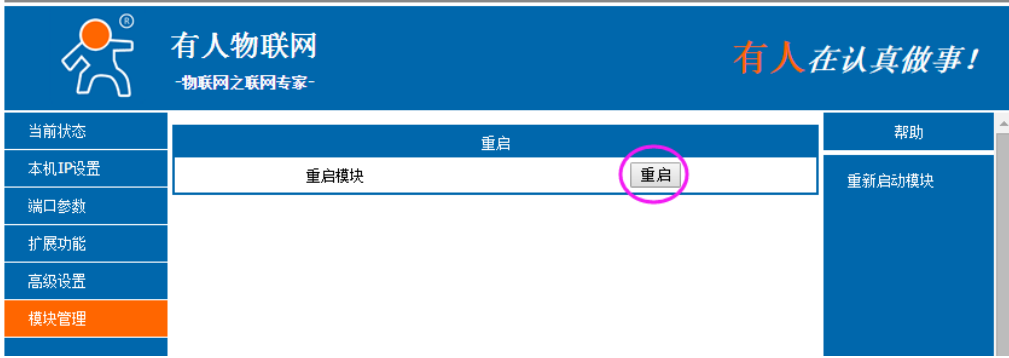 ®
有人物联网
-物联网之联网专家-
有人在认真做事!
当前状态
本机IP设置
端口参数
扩展功能
高级设置
模块管理
重启
重启模块
重启
帮助
重新启动模块